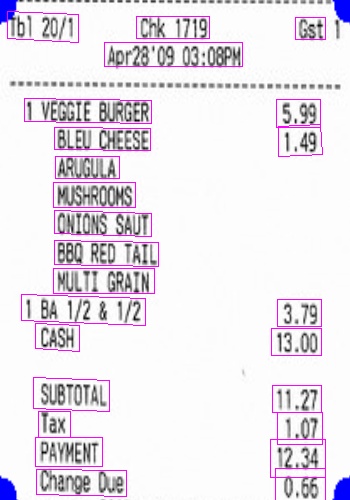 Tbl 20/1 Chk 1719 Gst 1
Apr28'09 03:08PM
1 VEGGIE BURGER 5.99
BLEU CHEESE 1.49
ARUGULA
MUSHROOMS
ONIONS SAUT
BBQ RED TAIL
MULTI GRAIN
1 BA 1/2 & 1/2 3.79
CASH 13.00
SUBTOTAL 11.27
Tax 1.07
PAYMENT 12.34
Change Due 0.66